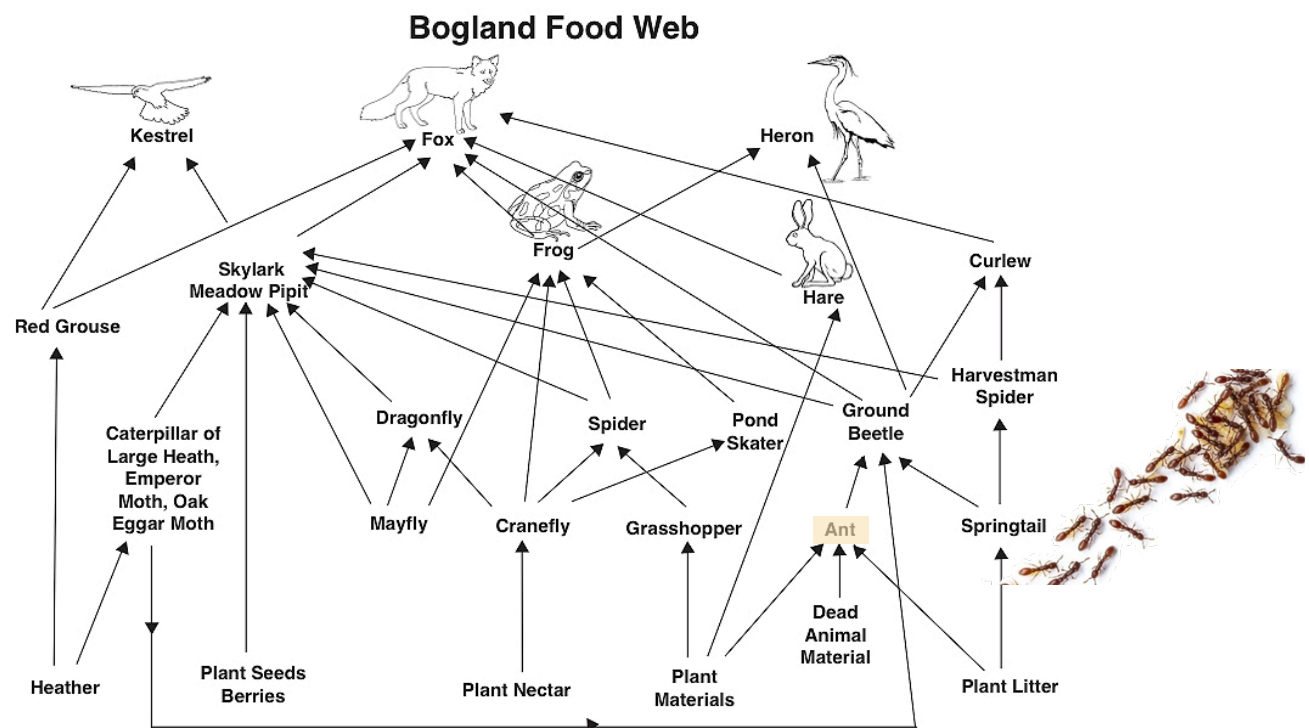 Bogland Food Web
Kestrel
Fox
Heron
Frog
Skylark
Meadow Pipit
Hare
Curlew
Red Grouse
Harvestman
Spider
Dragonfly
Spider
Pond
Skater
Ground
Beetle
Caterpillar of
Large Heath,
Emperor
Moth, Oak
Eggar Moth
Mayfly
Cranefly
Grasshopper
Ant
Springtail
Dead
Animal
Material
Heather
Plant Seeds
Berries
Plant Nectar
Plant
Materials
Plant Litter